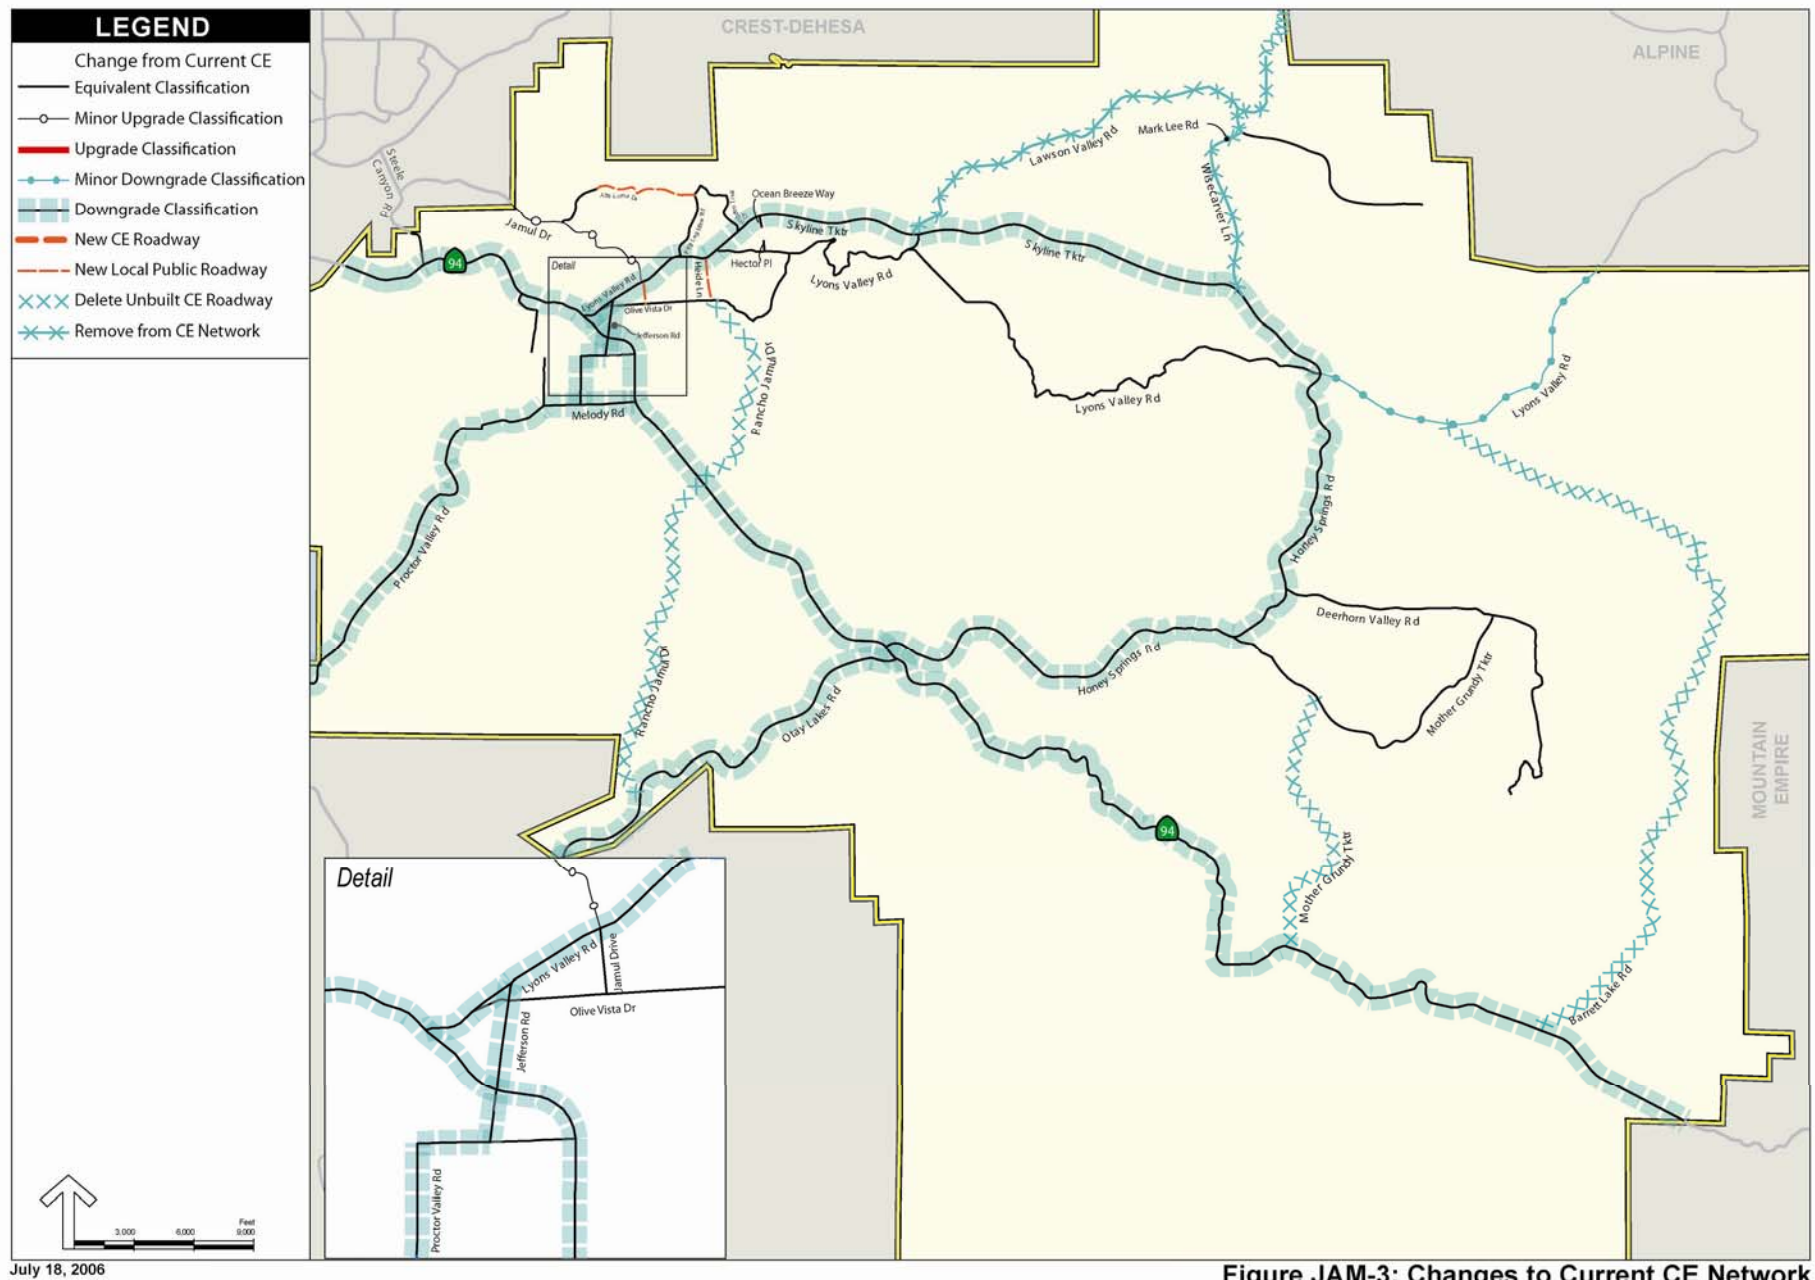 LEGEND
Change from Current CE
Equivalent Classification
Minor Upgrade Classification
Upgrade Classification
Minor Downgrade Classification
Downgrade Classification
New CE Roadway
New Local Public Roadway
Delete Unbuilt CE Roadway
Remove from CE Network
CREST-DEHESA
ALPINE
Steele
Canyon Rd
Mark Lee Rd
Lawson Valley Rd
Wisecarver Ln
Ocean Breeze Way
Jamul Dr
Skyline Tktr
Skyline Tktr
94
Detail
Hector Pl
Lyons Valley Rd
Lyons Valley Rd
Olive Vista Dr
Jefferson Rd
Rancho Jamul Dr
Melody Rd
Lyons Valley Rd
Lyons Valley Rd
Proctor Valley Rd
Honey Springs Rd
Deerhorn Valley Rd
Rancho Jamul Dr
Honey Springs Rd
Mother Grundy Tktr
Otay Lakes Rd
MOUNTAIN
EMPIRE
94
Mother Grundy Tktr
Barrett Lake Rd
Detail
Lyons Valley Rd
Jamul Drive
Olive Vista Dr
Jefferson Rd
Proctor Valley Rd
Feet
3,000 6,000 9,000
July 18, 2006
Figure JAM-3: Changes to Current CE Network